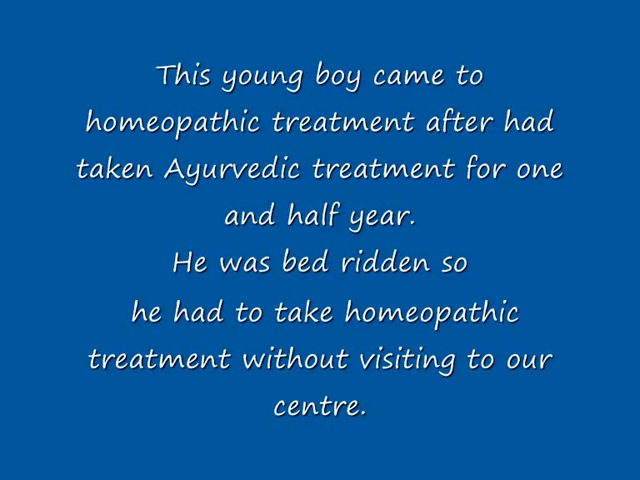 This young boy came to
homeopathic treatment after had
taken Ayurvedic treatment for one
and half year.
He was bed ridden so
he had to take homeopathic
treatment without visiting to our
centre.